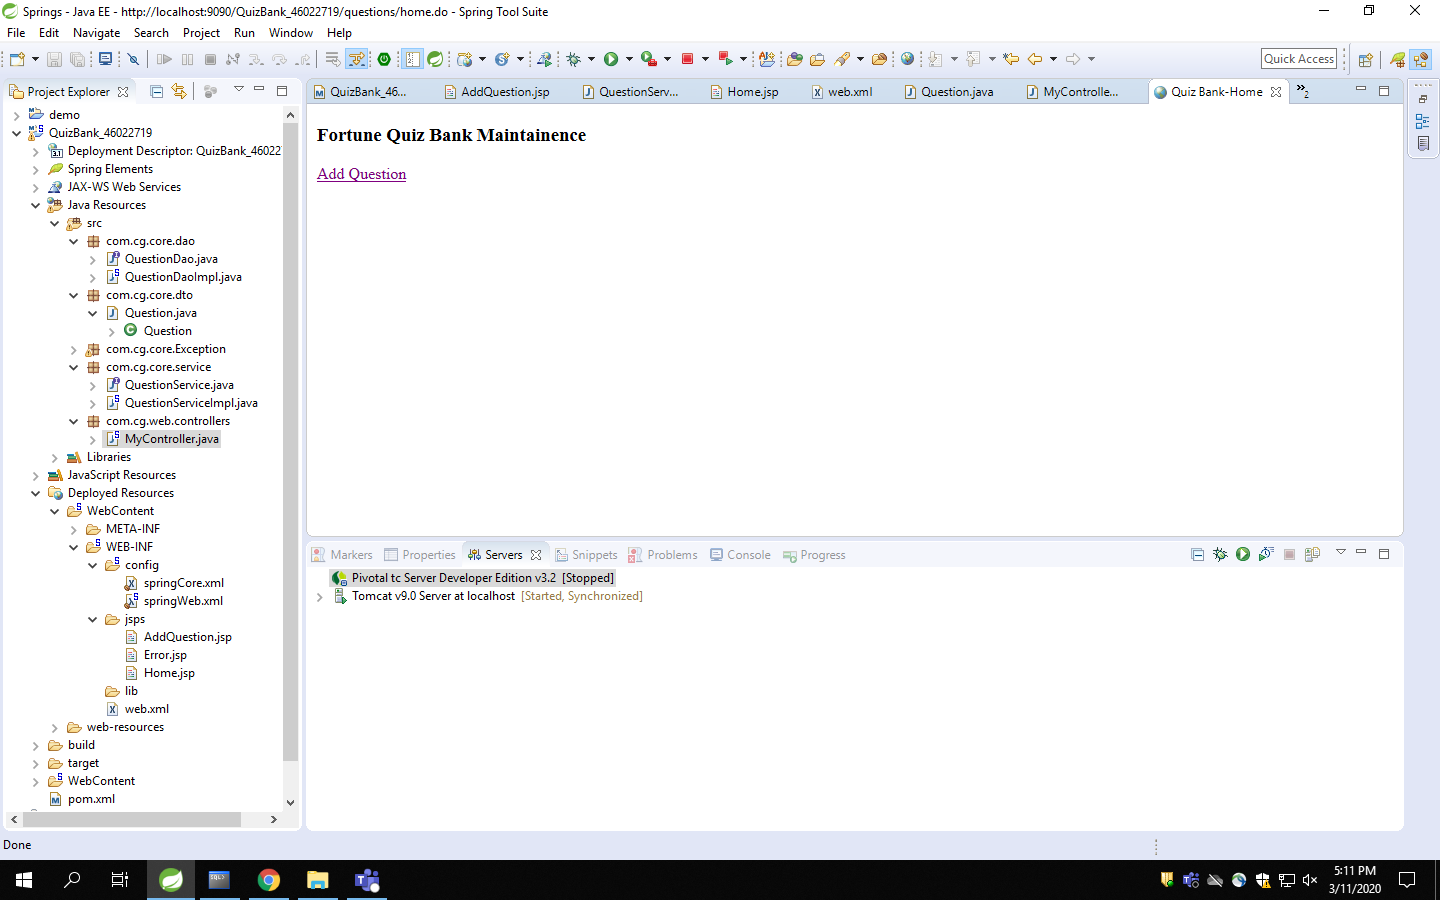 Springs - Java EE - http://localhost:9090/QuizBank_46022719/questions/home.do - Spring Tool Suite
File Edit Navigate Search Project Run Window Help
Quick Access
Project Explorer
QuizBank_46... AddQuestion.jsp QuestionServ... Home.jsp web.xml Question.java MyControlle... Quiz Bank-Home »2
demo
QuizBank_46022719
Deployment Descriptor: QuizBank_46022
Spring Elements
JAX-WS Web Services
Java Resources
src
com.cg.core.dao
QuestionDao.java
QuestionDaoImpl.java
com.cg.core.dto
Question.java
Question
com.cg.core.Exception
com.cg.core.service
QuestionService.java
QuestionServiceImpl.java
com.cg.web.controllers
MyController.java
Libraries
JavaScript Resources
Deployed Resources
WebContent
META-INF
WEB-INF
config
springCore.xml
springWeb.xml
jsps
AddQuestion.jsp
Error.jsp
Home.jsp
lib
web.xml
web-resources
build
target
WebContent
pom.xml
Fortune Quiz Bank Maintainence
Add Question
Markers Properties Servers Snippets Problems Console Progress
Pivotal tc Server Developer Edition v3.2 [Stopped]
Tomcat v9.0 Server at localhost [Started, Synchronized]
Done
5:11 PM
3/11/2020